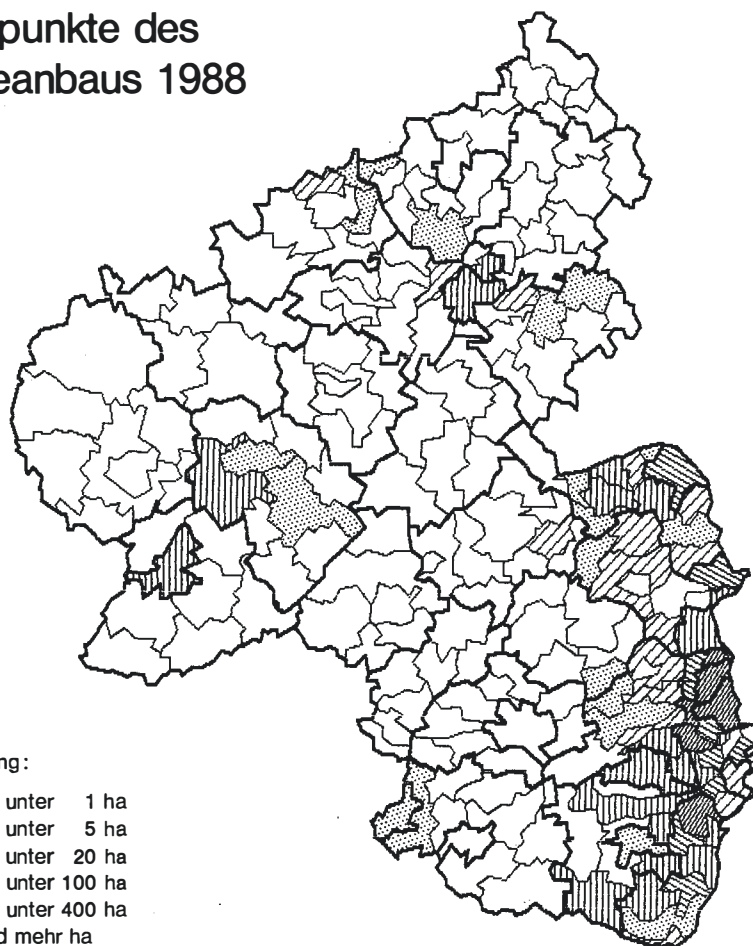 punkte des
eanbaus 1988
ng:
unter 1 ha
unter 5 ha
unter 20 ha
unter 100 ha
unter 400 ha
d mehr ha